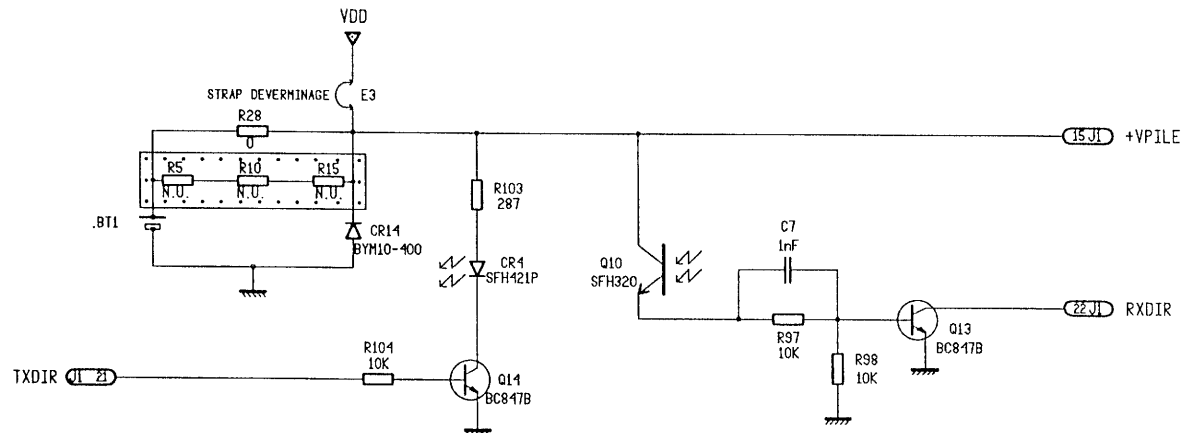 VDD
STRAP DEVERMINAGE E3
R28
0
15 J1 +VPILE
R5 R10 R15
N.U. N.U. N.U.
R103
287
.BT1
CR14
BYM10-400
C7
1nF
CR4
SFH421P
Q10
SFH320
22 J1 RXDIR
Q13
BC847B
R97
10K
R98
10K
R104
10K
TXDIR J1 21
Q14
BC847B